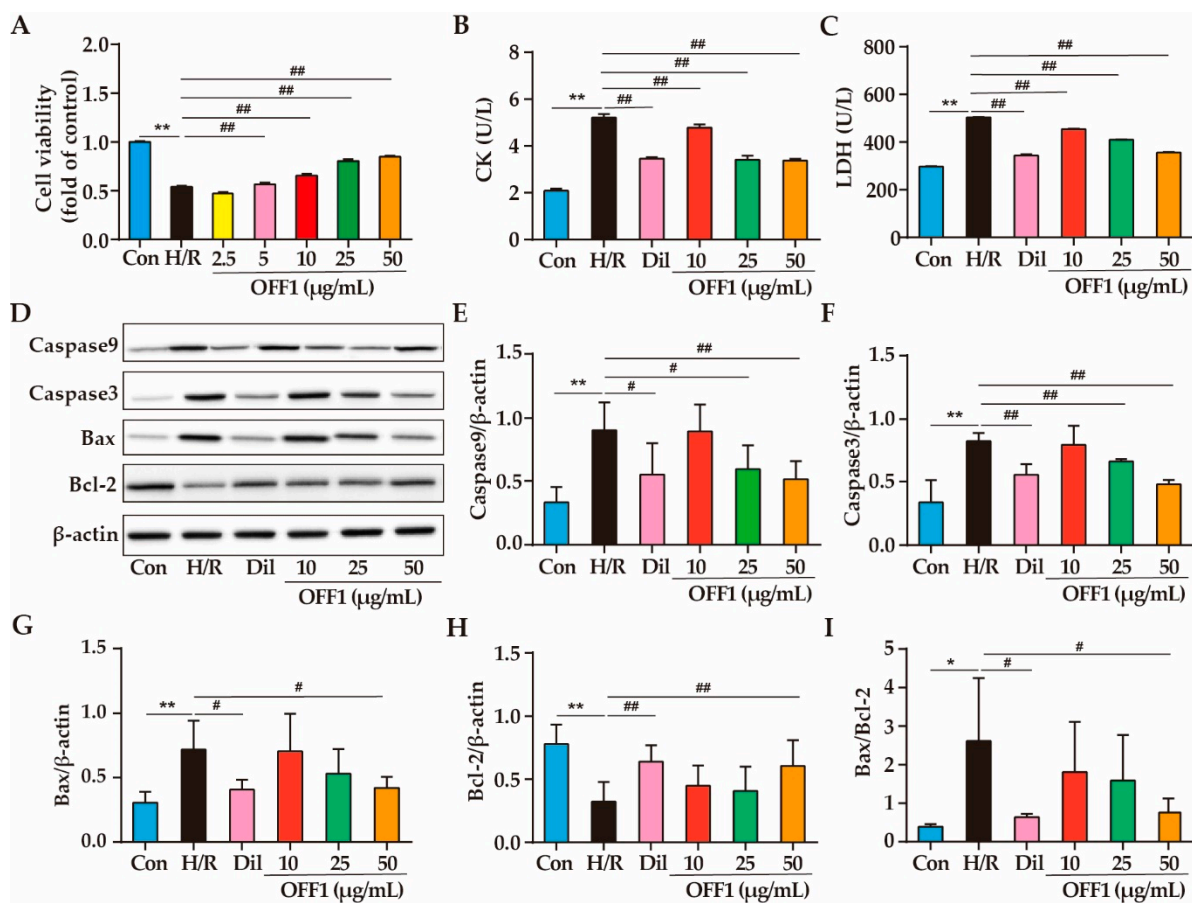 A
Cell viability
(fold of control)
2.0
1.5
1.0
0.5
0.0
**
##
##
##
##
Con H/R 2.5 5 10 25 50
OFF1 (μg/mL)
B
CK (U/L)
8
6
4
2
0
**
##
##
##
##
Con H/R Dil 10 25 50
OFF1 (μg/mL)
C
LDH (U/L)
800
600
400
200
0
**
##
##
##
##
Con H/R Dil 10 25 50
OFF1 (μg/mL)
D
Caspase9
Caspase3
Bax
Bcl-2
β-actin
Con H/R Dil 10 25 50
OFF1 (μg/mL)
E
Caspase9/β-actin
1.5
1.0
0.5
0.0
**
#
#
##
Con H/R Dil 10 25 50
OFF1 (μg/mL)
F
Caspase3/β-actin
1.5
1.0
0.5
0.0
**
##
##
##
Con H/R Dil 10 25 50
OFF1 (μg/mL)
G
Bax/β-actin
1.5
1.0
0.5
0.0
**
#
#
Con H/R Dil 10 25 50
OFF1 (μg/mL)
H
Bcl-2/β-actin
1.5
1.0
0.5
0.0
**
##
##
Con H/R Dil 10 25 50
OFF1 (μg/mL)
I
Bax/Bcl-2
5
4
3
2
1
0
*
#
#
Con H/R Dil 10 25 50
OFF1 (μg/mL)